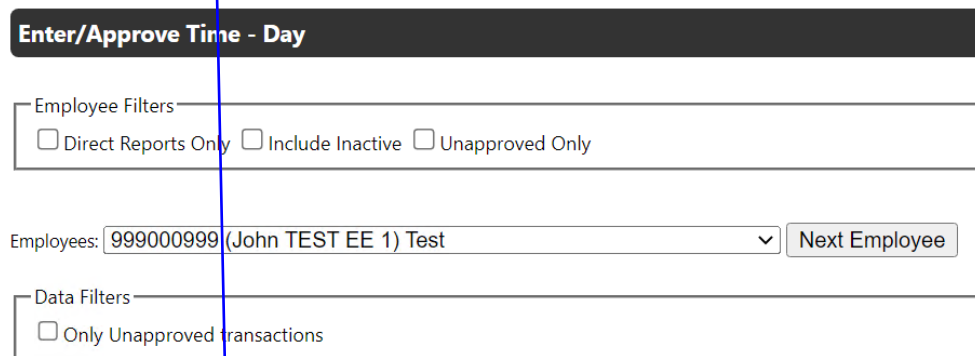 Enter/Approve Time - Day
Employee Filters
Direct Reports Only Include Inactive Unapproved Only
Employees: 999000999 (John TEST EE 1) Test Next Employee
Data Filters
Only Unapproved transactions